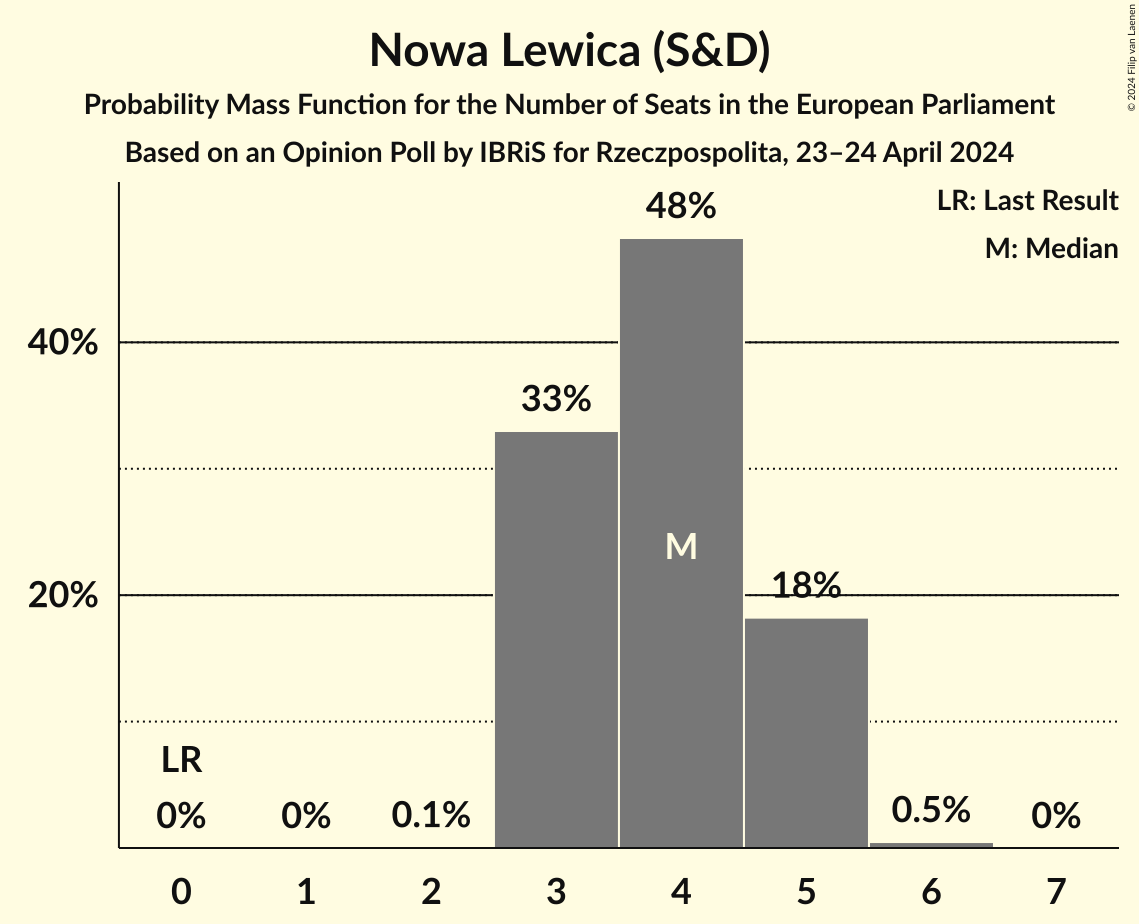 Nowa Lewica (S&D)
Probability Mass Function for the Number of Seats in the European Parliament
Based on an Opinion Poll by IBRiS for Rzeczpospolita, 23–24 April 2024
© 2024 Filip van Laenen
LR: Last Result
M: Median
48%
40%
33%
M
20%
18%
LR
0%
0%
0.1%
0.5%
0%
0 1 2 3 4 5 6 7